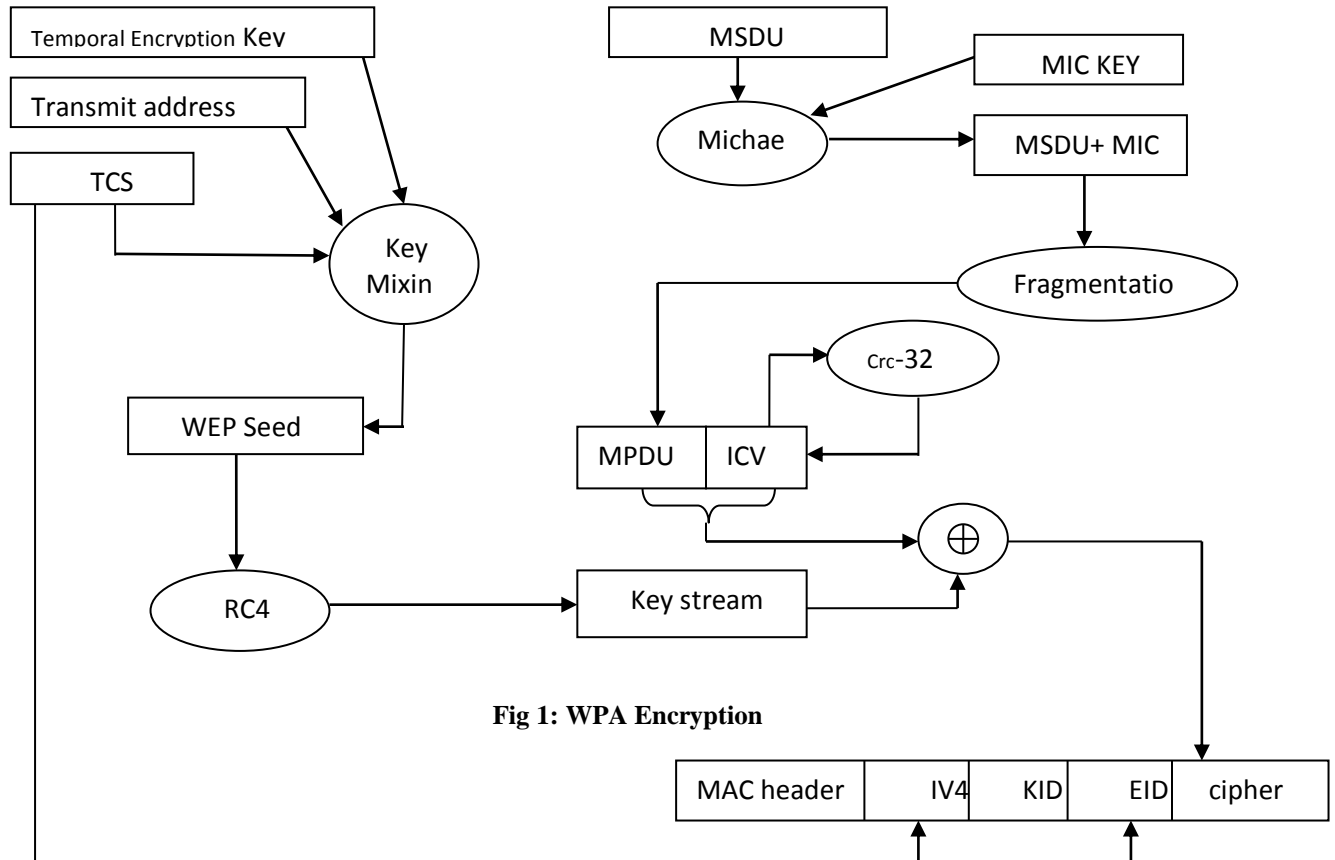 Temporal Encryption Key
Transmit address
TCS
Key
Mixin
WEP Seed
RC4
MSDU
MIC KEY
Michae
MSDU+ MIC
Fragmentatio
Crc-32
MPDU
ICV
Key stream
Fig 1: WPA Encryption
MAC header
IV4
KID
EID
cipher